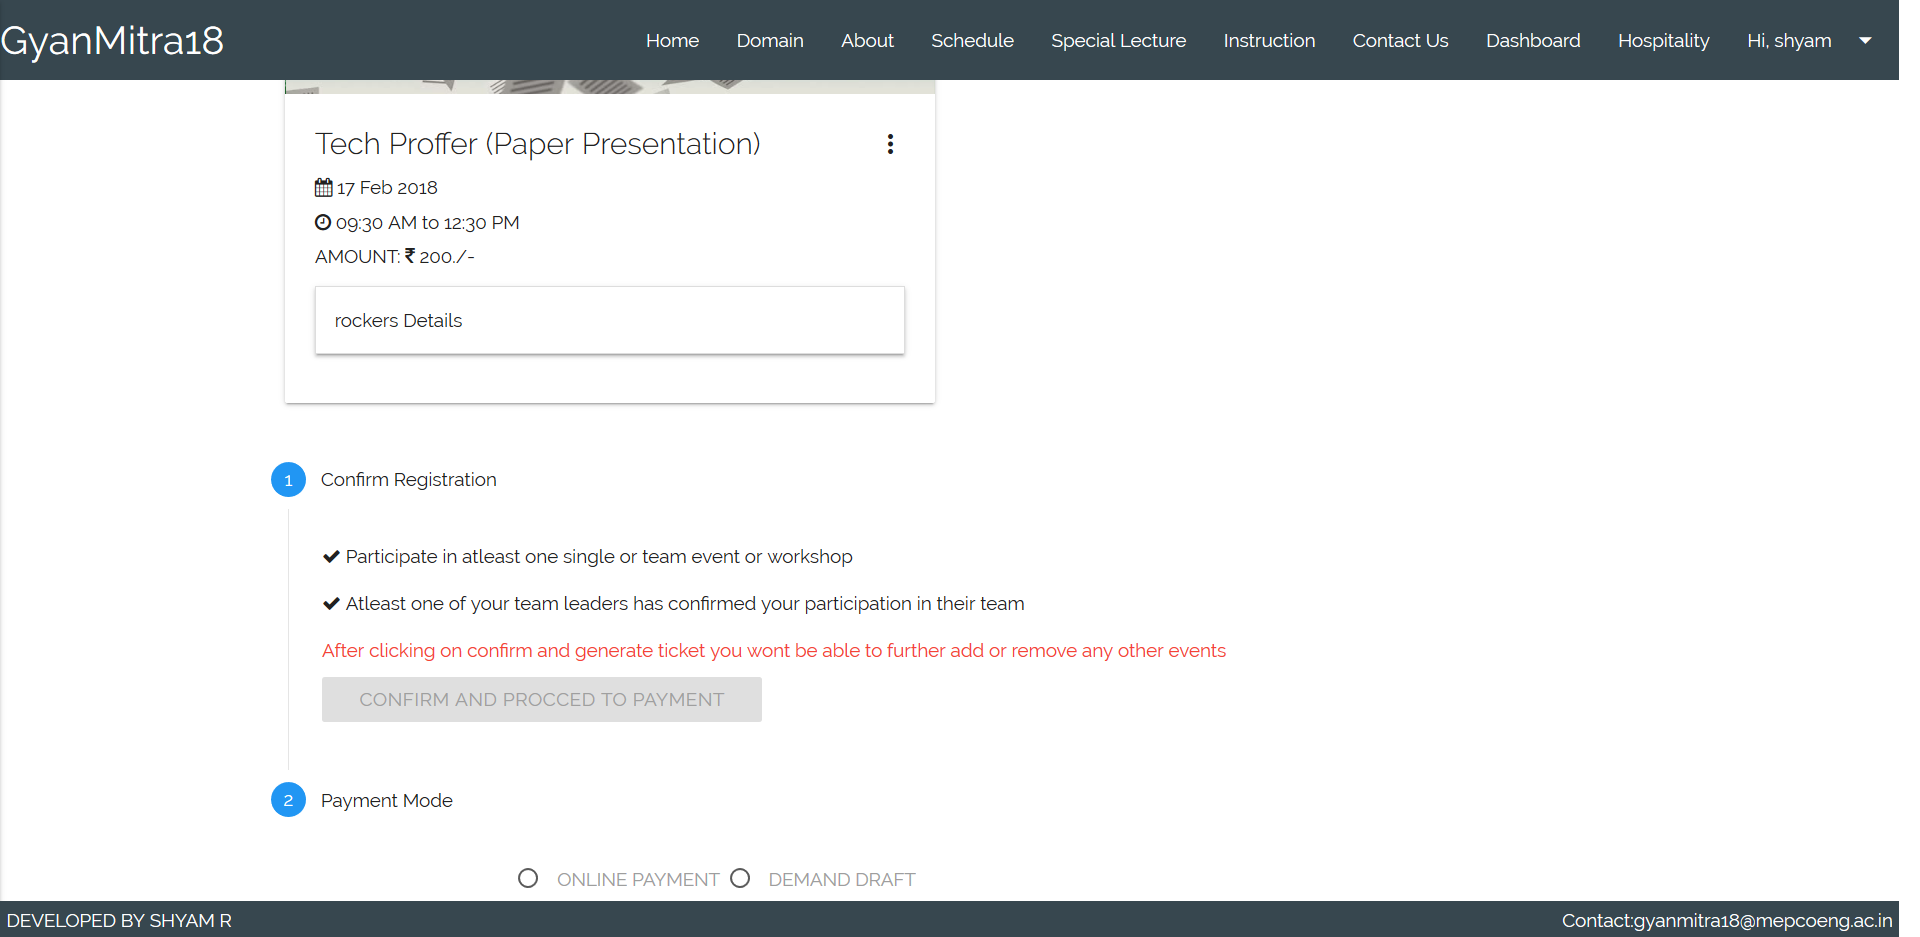 GyanMitra18
Home Domain About Schedule Special Lecture Instruction Contact Us Dashboard Hospitality Hi, shyam
Tech Proffer (Paper Presentation)
17 Feb 2018
09:30 AM to 12:30 PM
AMOUNT: ₹ 200./-
rockers Details
1 Confirm Registration
Participate in atleast one single or team event or workshop
Atleast one of your team leaders has confirmed your participation in their team
After clicking on confirm and generate ticket you wont be able to further add or remove any other events
CONFIRM AND PROCCED TO PAYMENT
2 Payment Mode
ONLINE PAYMENT DEMAND DRAFT
DEVELOPED BY SHYAM R Contact:gyanmitra18@mepcoeng.ac.in